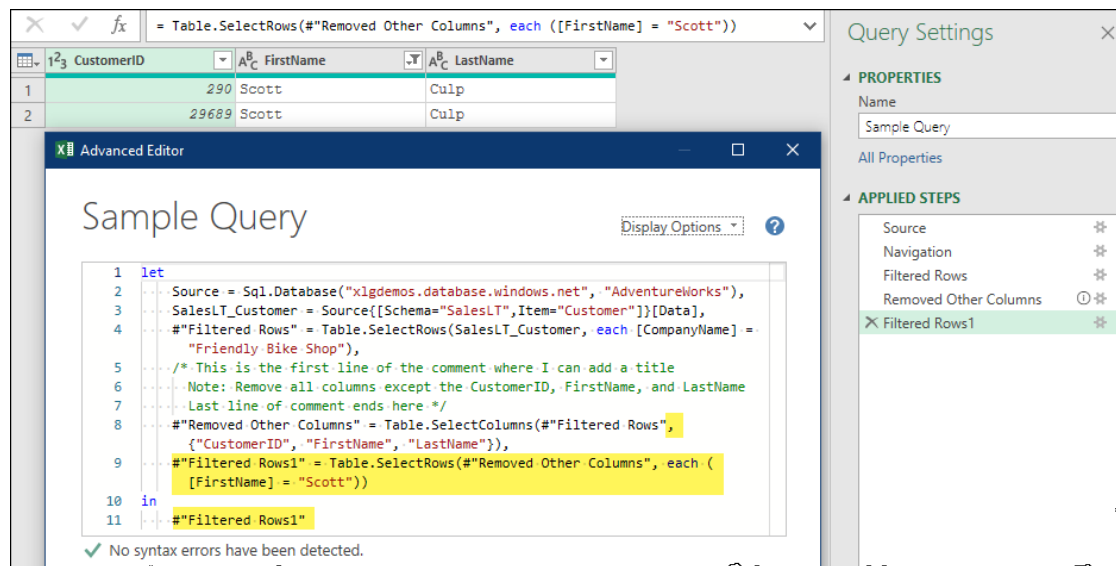 fx = Table.SelectRows(#"Removed Other Columns", each ([FirstName] = "Scott"))
123 CustomerID ABC FirstName ABC LastName
1 290 Scott Culp
2 29689 Scott Culp
Advanced Editor
Sample Query
Display Options
?
1 let
2 Source = Sql.Database("xlgdemos.database.windows.net", "AdventureWorks"),
3 SalesLT_Customer = Source{[Schema="SalesLT",Item="Customer"]}[Data],
4 #"Filtered Rows" = Table.SelectRows(SalesLT_Customer, each [CompanyName] =
"Friendly Bike Shop"),
5 /* This is the first line of the comment where I can add a title
6 Note: Remove all columns except the CustomerID, FirstName, and LastName
7 Last line of comment ends here */
8 #"Removed Other Columns" = Table.SelectColumns(#"Filtered Rows",
{"CustomerID", "FirstName", "LastName"}),
9 #"Filtered Rows1" = Table.SelectRows(#"Removed Other Columns", each (
[FirstName] = "Scott"))
10 in
11 #"Filtered Rows1"
No syntax errors have been detected.
Query Settings
PROPERTIES
Name
Sample Query
All Properties
APPLIED STEPS
Source
Navigation
Filtered Rows
Removed Other Columns
Filtered Rows1